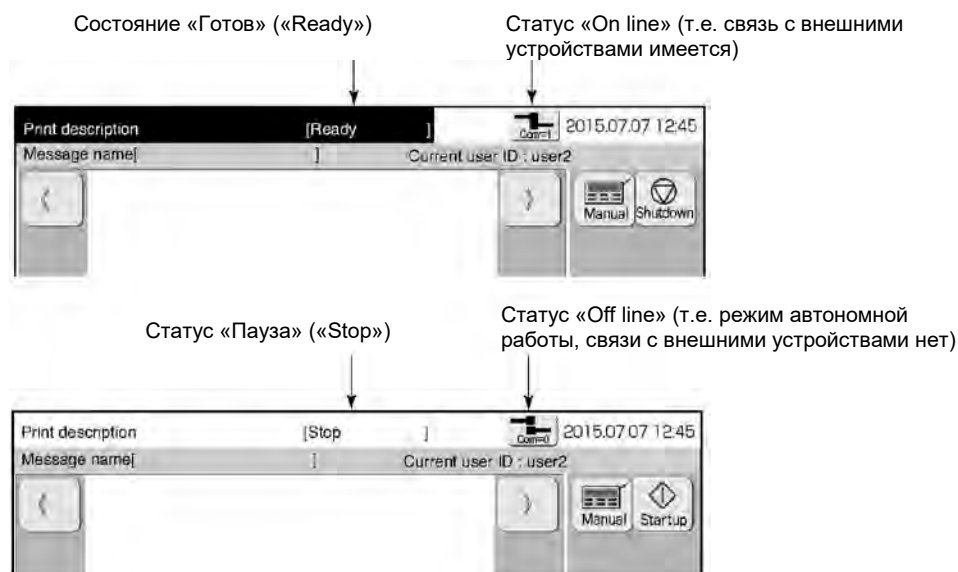 Состояние «Готов» («Ready»)
Статус «On line» (т.е. связь с внешними
устройствами имеется)
Print description [Ready ] Com=1 2015.07.07 12:45
Message name[ ] Current user ID : user2
Manual Shutdown
Статус «Пауза» («Stop»)
Статус «Off line» (т.е. режим автономной
работы, связи с внешними устройствами нет)
Print description [Stop ] Com=0 2015.07.07 12:45
Message name[ ] Current user ID : user2
Manual Startup